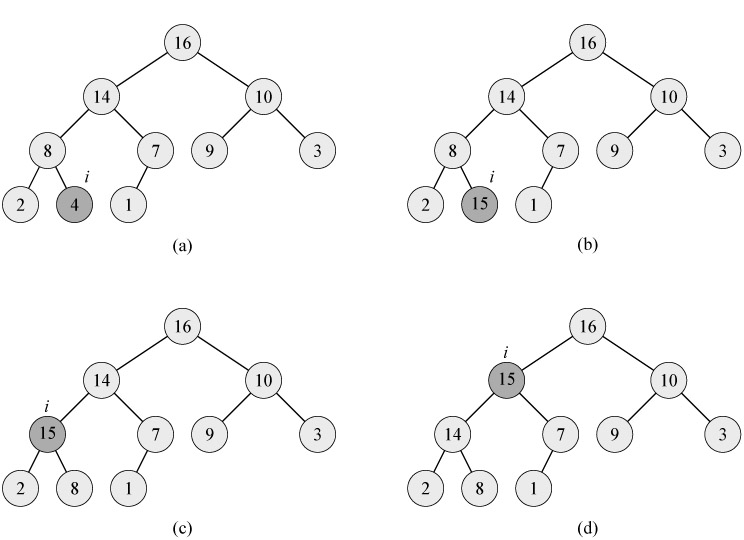 16 16
14 10 14 10
8 7 9 3 8 7 9 3
i i
2 4 1 2 15 1
(a) (b)
16 16
i
14 10 15 10
i
15 7 9 3 14 7 9 3
2 8 1 2 8 1
(c) (d)